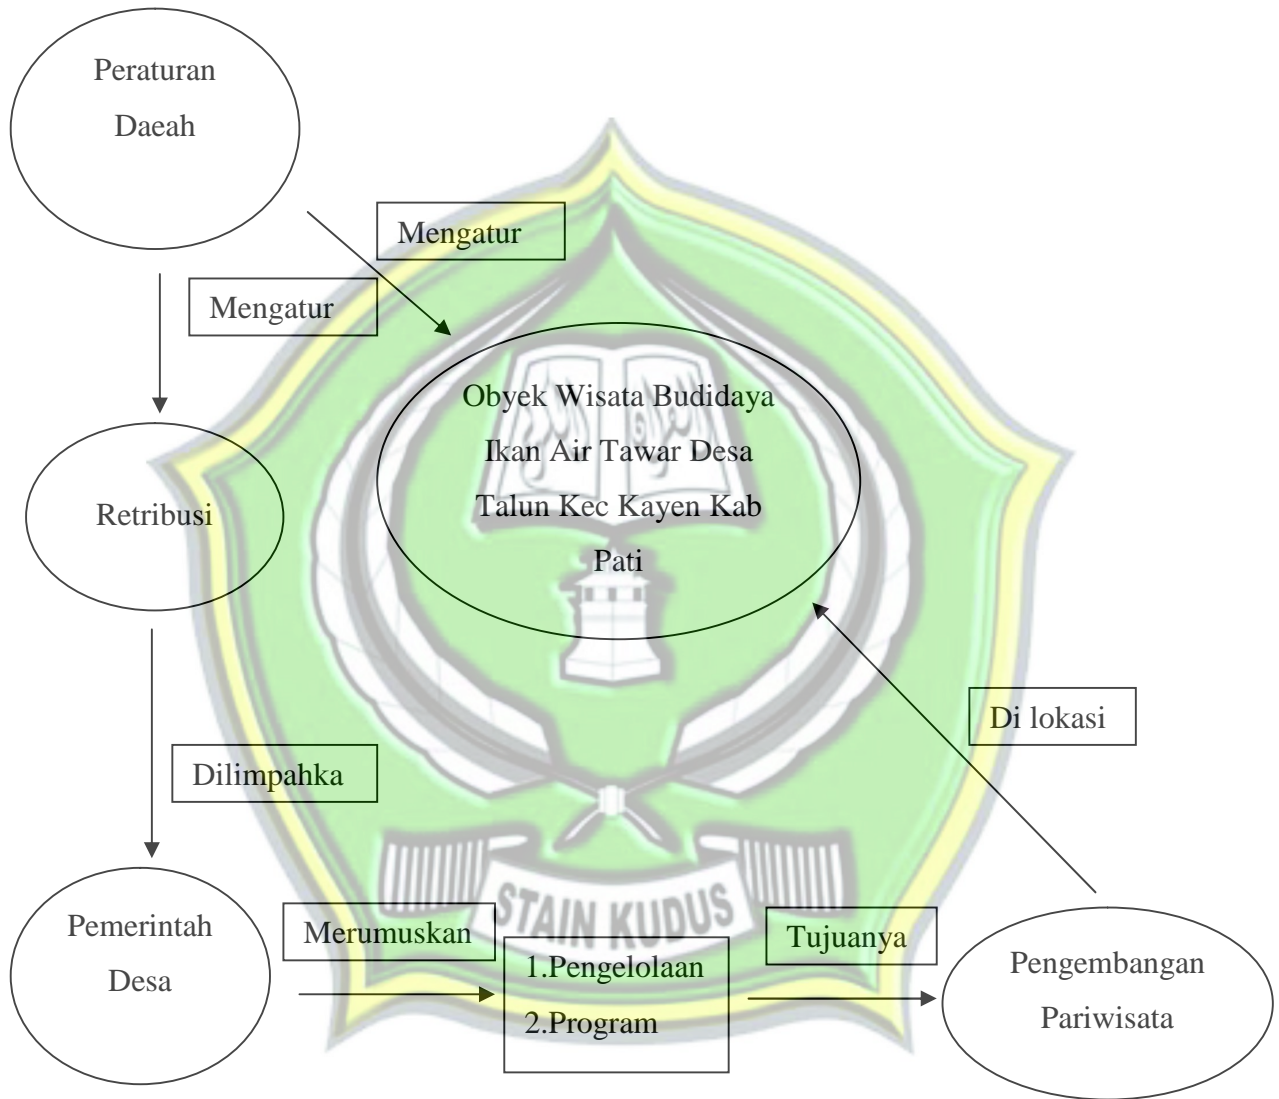 Peraturan
Daeah
Mengatur
Mengatur
Obyek Wisata Budidaya
Ikan Air Tawar Desa
Talun Kec Kayen Kab
Pati
Retribusi
Di lokasi
Dilimpahka
Pemerintah
Desa
Merumuskan
STAIN KUDUS
1.Pengelolaan
2.Program
Tujuanya
Pengembangan
Pariwisata